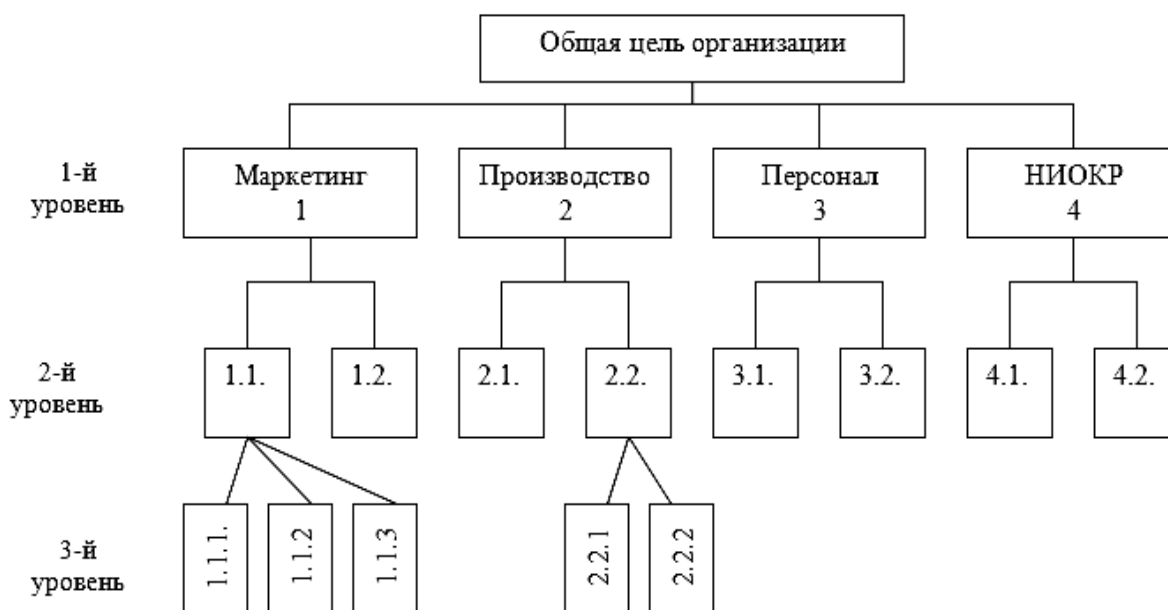 Общая цель организации
1-й
уровень
Маркетинг
1
Производство
2
Персонал
3
НИОКР
4
2-й
уровень
1.1.
1.2.
2.1.
2.2.
3.1.
3.2.
4.1.
4.2.
3-й
уровень
1.1.1.
1.1.2
1.1.3
2.2.1
2.2.2